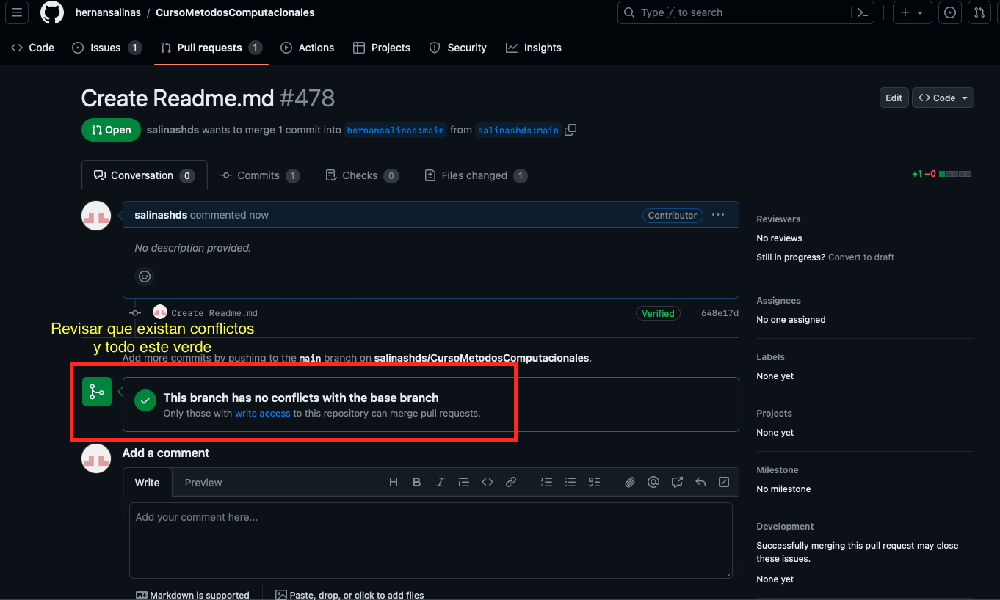 hernansalinas / CursoMetodosComputacionales
Type / to search
Code
Issues 1
Pull requests 1
Actions
Projects
Security
Insights
Create Readme.md #478
Edit
Code
Open
salinashds wants to merge 1 commit into hernansalinas:main from salinashds:main
Conversation 0
Commits 1
Checks 0
Files changed 1
+1 −0
salinashds commented now
Contributor
No description provided.
Create Readme.md
Verified
648e17d
Revisar que existan conflictos
y todo este verde
Add more commits by pushing to the main branch on salinashds/CursoMetodosComputacionales.
This branch has no conflicts with the base branch
Only those with write access to this repository can merge pull requests.
Add a comment
Write
Preview
Add your comment here...
Markdown is supported
Paste, drop, or click to add files
Reviewers
No reviews
Still in progress? Convert to draft
Assignees
No one assigned
Labels
None yet
Projects
None yet
Milestone
No milestone
Development
Successfully merging this pull request may close
these issues.
None yet